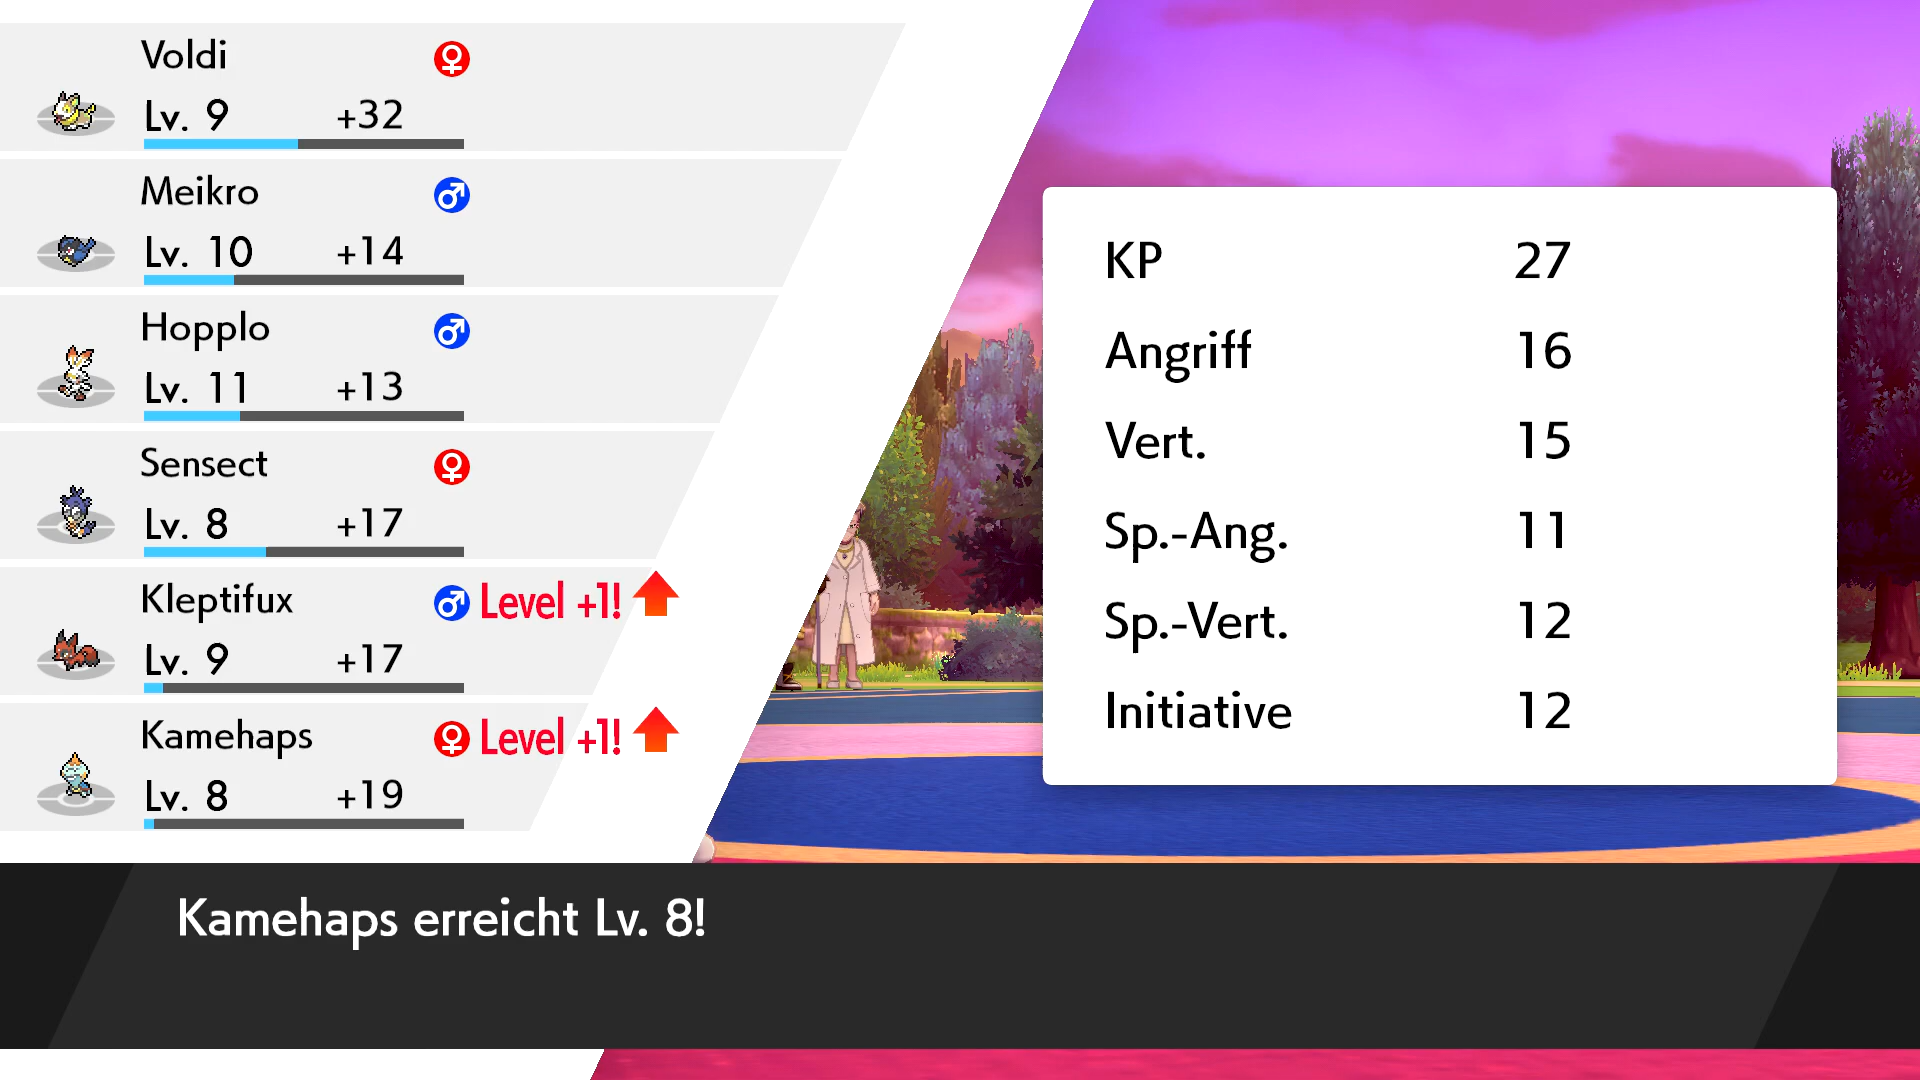 Voldi ♀
Lv. 9 +32
Meikro ♂
Lv. 10 +14
Hopplo ♂
Lv. 11 +13
Sensect ♀
Lv. 8 +17
Kleptifux ♂ Level +1!
Lv. 9 +17
Kamehaps ♀ Level +1!
Lv. 8 +19
KP 27
Angriff 16
Vert. 15
Sp.-Ang. 11
Sp.-Vert. 12
Initiative 12
Kamehaps erreicht Lv. 8!